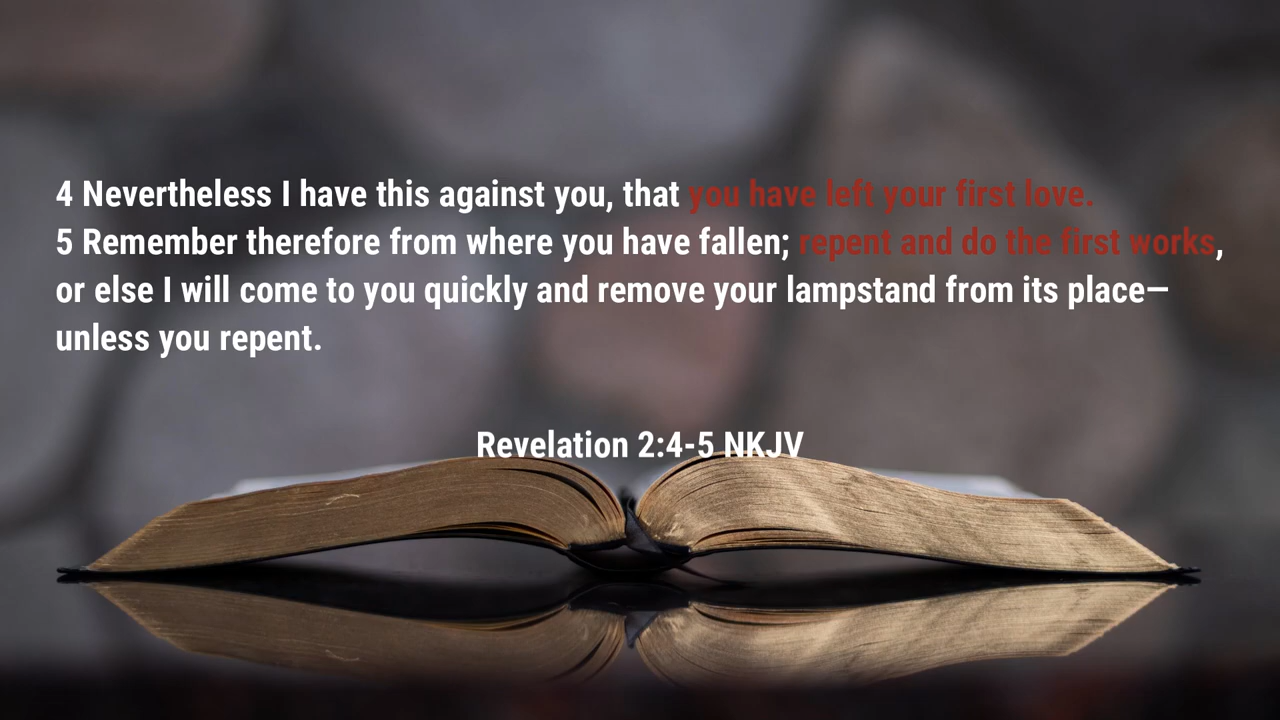 4 Nevertheless I have this against you, that you have left your first love.
5 Remember therefore from where you have fallen; repent and do the first works,
or else I will come to you quickly and remove your lampstand from its place—
unless you repent.
Revelation 2:4-5 NKJV